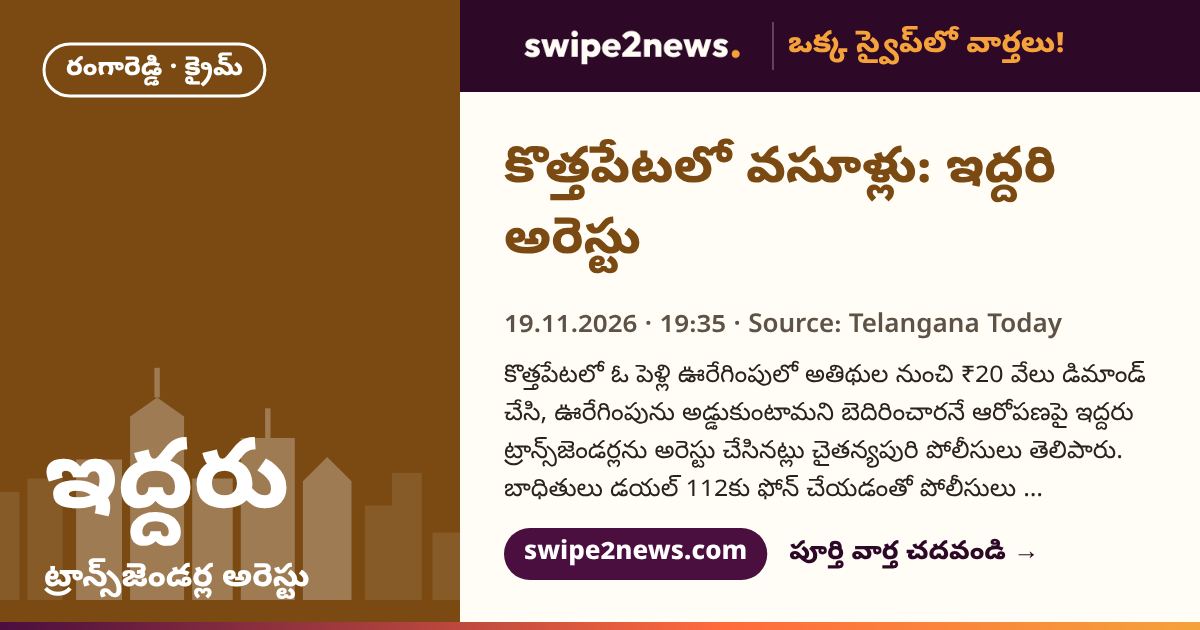 రంగారెడ్డి · క్రైమ్
ఇద్దరు
ట్రాన్స్‌జెండర్ల అరెస్టు
swipe2news.
ఒక్క స్వైప్‌లో వార్తలు!
కొత్తపేటలో వసూళ్లు: ఇద్దరి
అరెస్టు
19.11.2026 · 19:35 · Source: Telangana Today
కొత్తపేటలో ఓ పెళ్లి ఊరేగింపులో అతిథుల నుంచి ₹20 వేలు డిమాండ్
చేసి, ఊరేగింపును అడ్డుకుంటామని బెదిరించారనే ఆరోపణపై ఇద్దరు
ట్రాన్స్‌జెండర్లను అరెస్టు చేసినట్లు చైతన్యపురి పోలీసులు తెలిపారు.
బాధితులు డయల్ 112కు ఫోన్ చేయడంతో పోలీసులు ...
swipe2news.com
పూర్తి వార్త చదవండి →